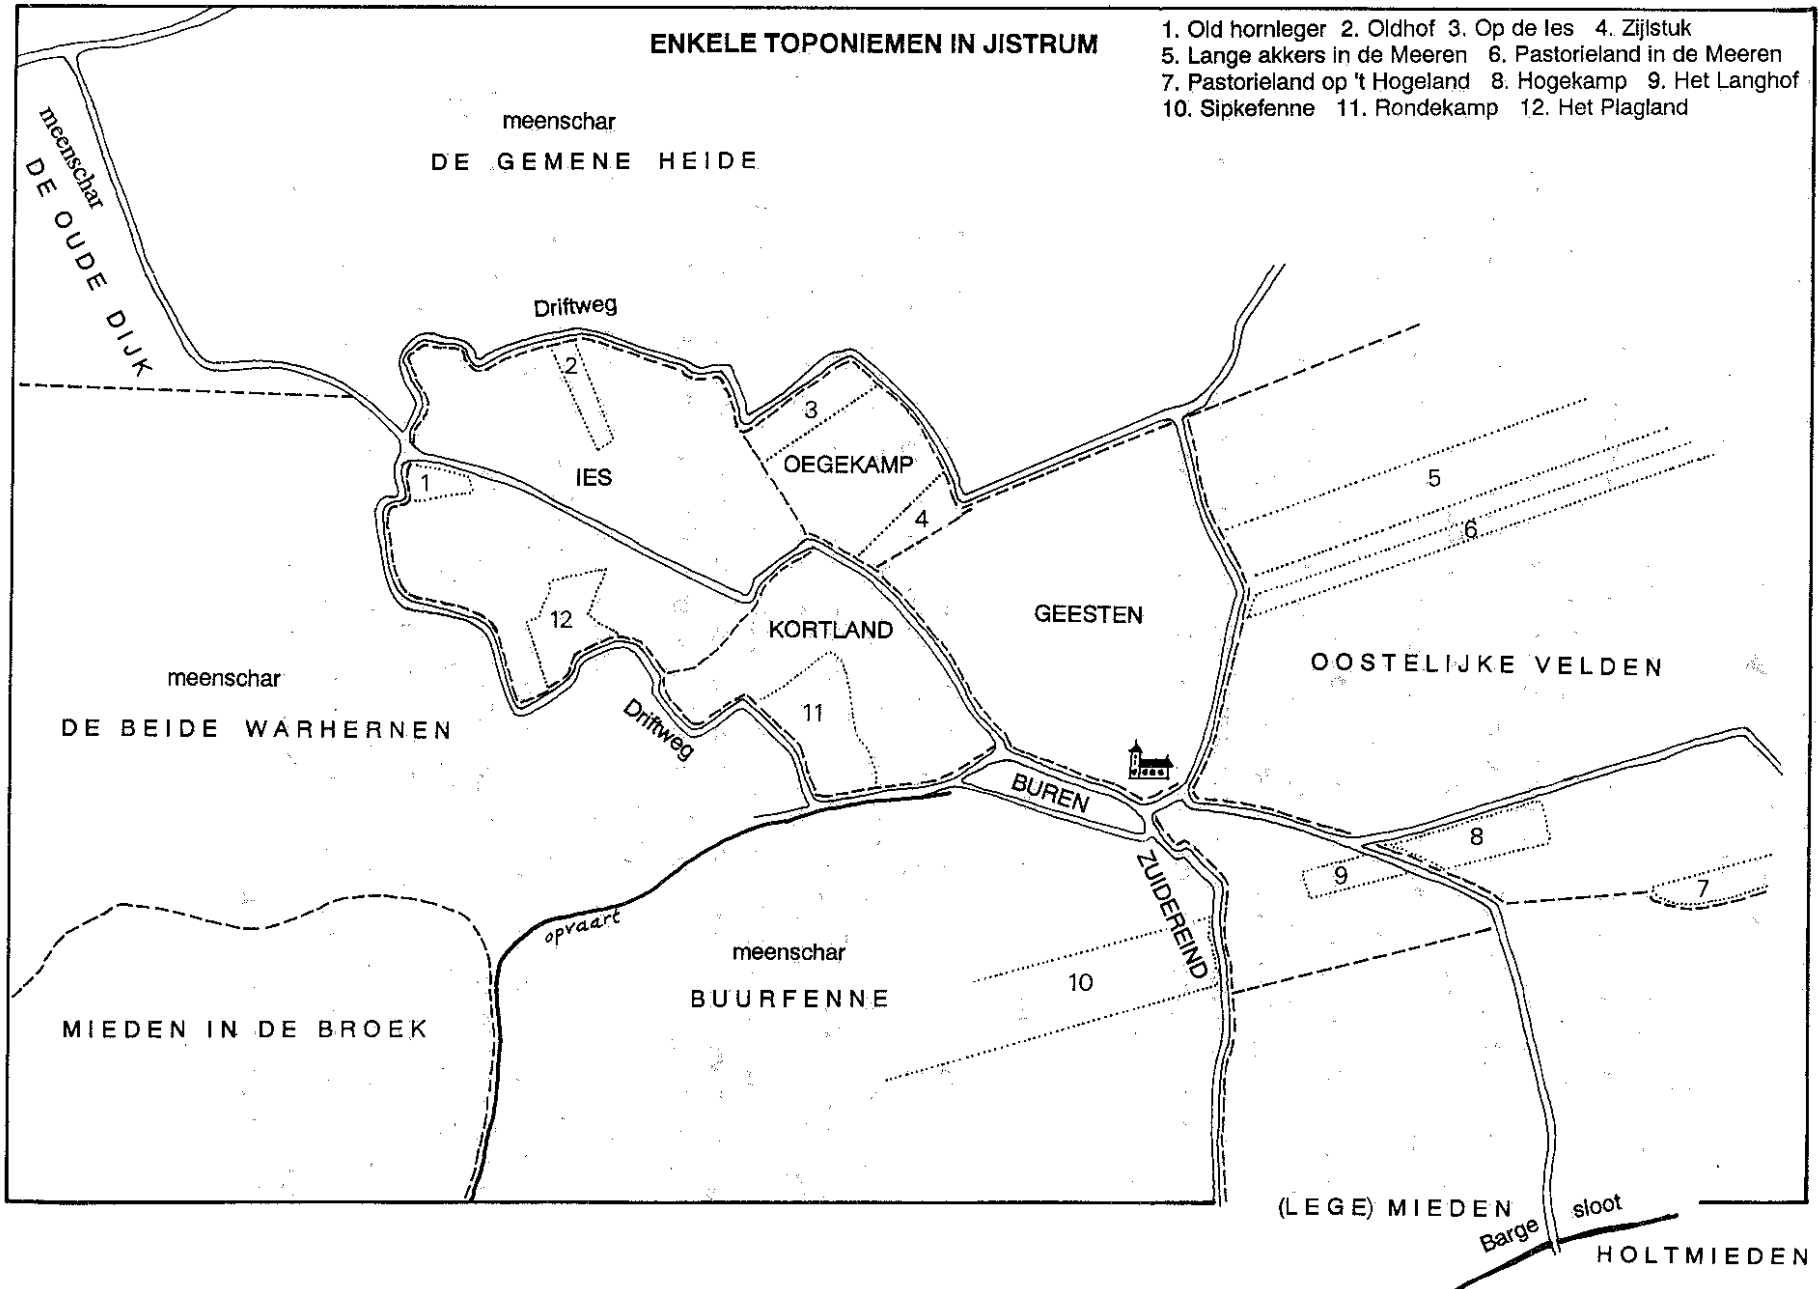 ENKELE TOPONIEMEN IN JISTRUM
1. Old hornleger 2. Oldhof 3. Op de Ies 4. Zijlstuk
5. Lange akkers in de Meeren 6. Pastorieland in de Meeren
7. Pastorieland op 't Hogeland 8. Hogekamp 9. Het Langhof
10. Sipkefenne 11. Rondekamp 12. Het Plagland
meenschar
DE OUDE DIJK
meenschar
DE GEMENE HEIDE
Driftweg
2
3
OEGEKAMP
IES
1
4
5
6
12
KORTLAND
GEESTEN
OOSTELIJKE VELDEN
meenschar
DE BEIDE WARHERNEN
Driftweg
11
BUREN
8
9
7
ZUIDEREIND
opvaart
meenschar
BUURFENNE
10
MIEDEN IN DE BROEK
(LEGE) MIEDEN
Barge sloot
HOLTMIEDEN